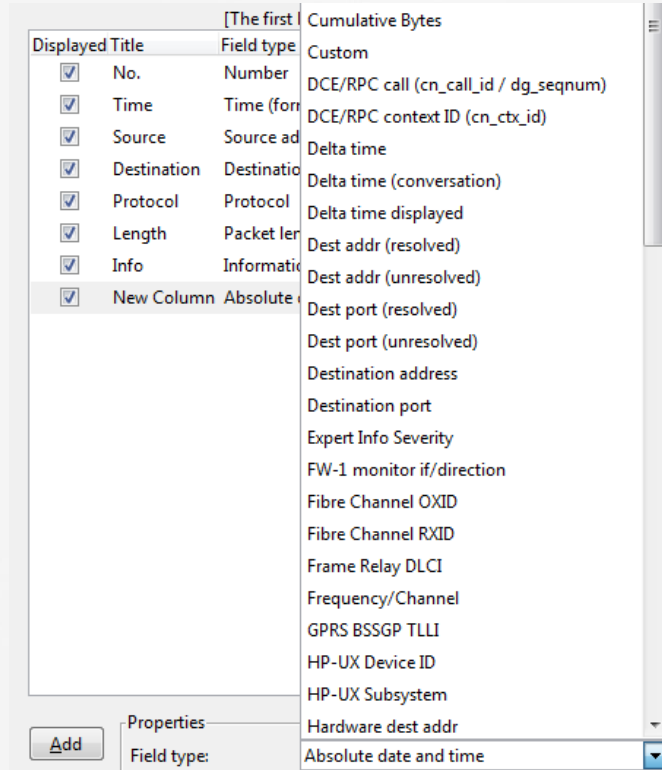 [The first
Displayed Title Field type
No. Number
Time Time (for
Source Source ad
Destination Destinatio
Protocol Protocol
Length Packet len
Info Informatio
New Column Absolute
Cumulative Bytes
Custom
DCE/RPC call (cn_call_id / dg_seqnum)
DCE/RPC context ID (cn_ctx_id)
Delta time
Delta time (conversation)
Delta time displayed
Dest addr (resolved)
Dest addr (unresolved)
Dest port (resolved)
Dest port (unresolved)
Destination address
Destination port
Expert Info Severity
FW-1 monitor if/direction
Fibre Channel OXID
Fibre Channel RXID
Frame Relay DLCI
Frequency/Channel
GPRS BSSGP TLLI
HP-UX Device ID
HP-UX Subsystem
Hardware dest addr
Add
Properties
Field type: Absolute date and time